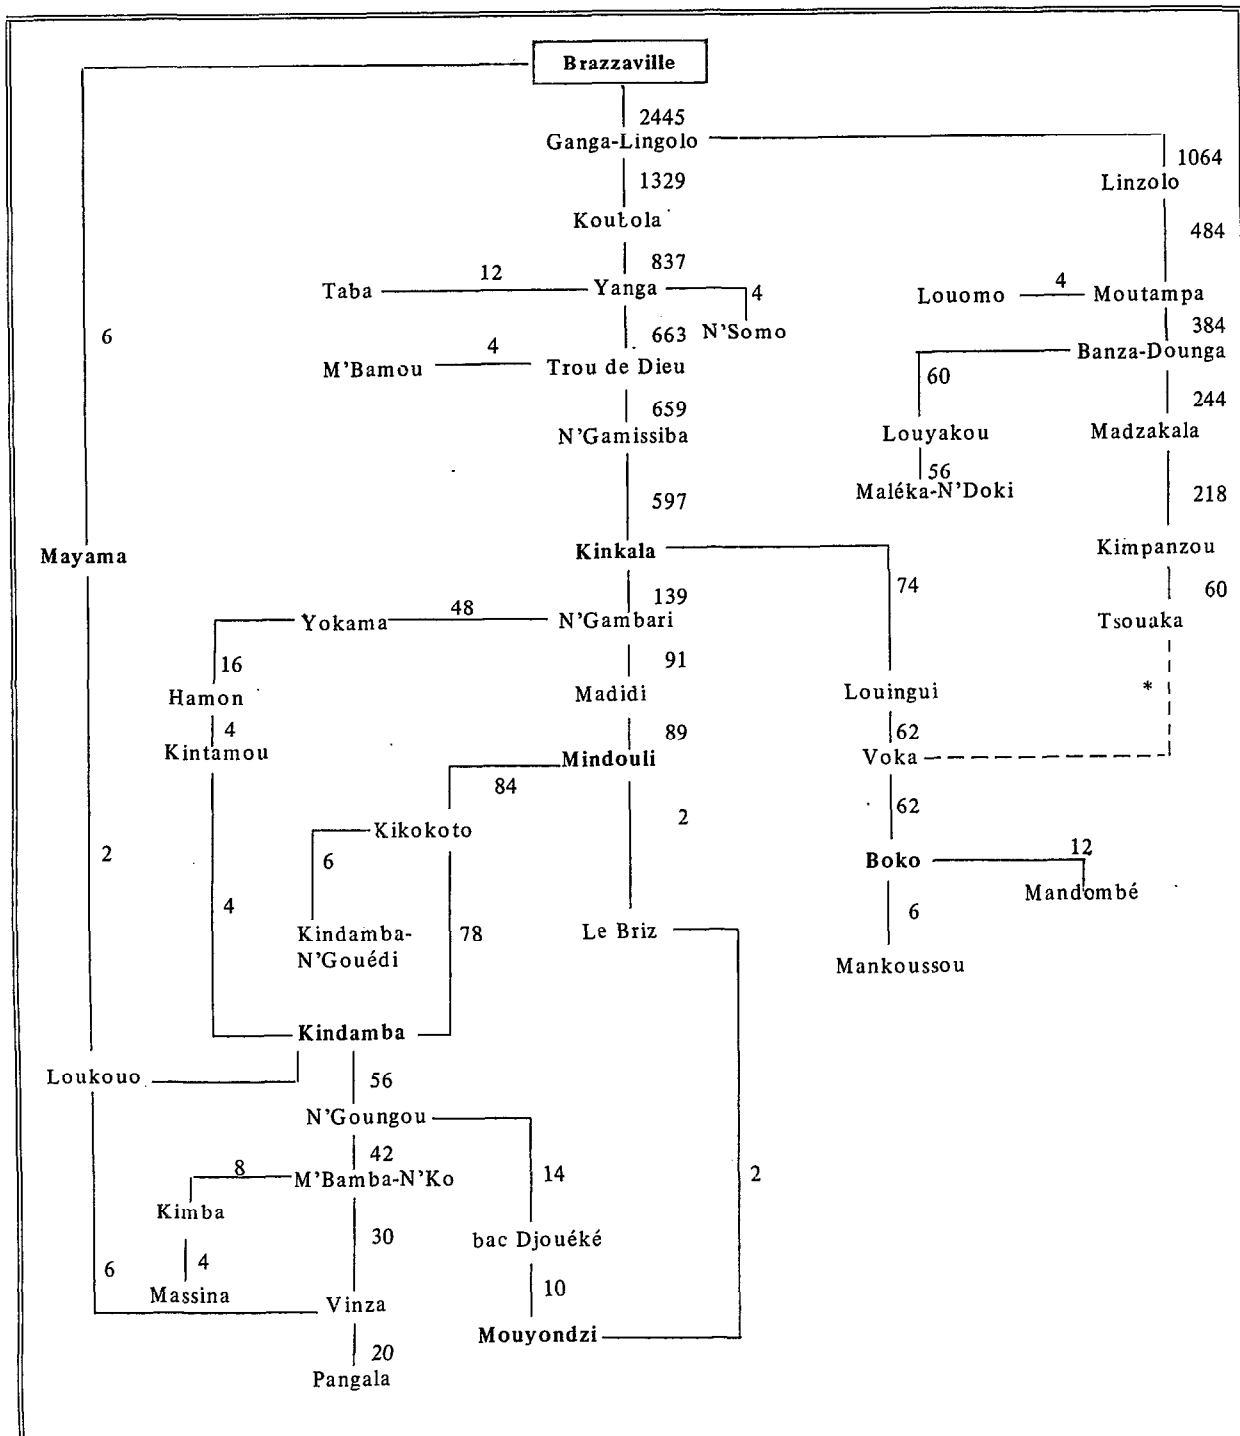 Brazzaville
2445
Ganga-Lingolo
1064
1329
Linzolo
Koutola
484
837
12
Taba
Yanga
4
4
Louomo
Moutampa
N'Somo
6
663
384
4
M'Bamou
Trou de Dieu
Banza-Dounga
60
659
244
N'Gamissiba
Louyakou
Madzakala
56
Maléka-N'Doki
597
218
Mayama
Kinkala
Kimpanzou
74
139
60
48
Yokama
N'Gambari
Tsouaka
16
91
*
Hamon
Madidi
Louingui
4
89
62
Kintamou
Mindouli
Voka
84
62
2
Kikokoto
2
6
Boko
12
Mandombé
4
6
Kindamba-
N'Gouédi
78
Le Briz
Mankoussou
Kindamba
Loukouo
56
N'Goungou
42
8
M'Bamba-N'Ko
14
2
Kimba
30
bac Djouéké
4
6
10
Massina
Vinza
Mouyondzi
20
Pangala